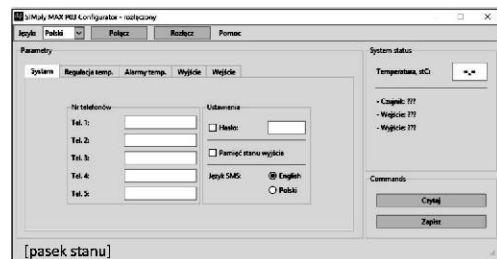 SIMply MAX P03 Configurator - rozłączony
Język: Polski Połącz Rozłącz Pomoc
Parametry
System Regulacja temp. Alarmy temp. Wyjście Wejście
Nr telefonów
Tel. 1:
Tel. 2:
Tel. 3:
Tel. 4:
Tel. 5:
Ustawienia
Hasło:
Pamięć stanu wyjścia
Język SMS: English
Polski
System status
Temperatura, stC: -.-
- Czujnik: ???
- Wejście: ???
- Wyjście: ???
Commands
Czytaj
Zapisz
[pasek stanu]